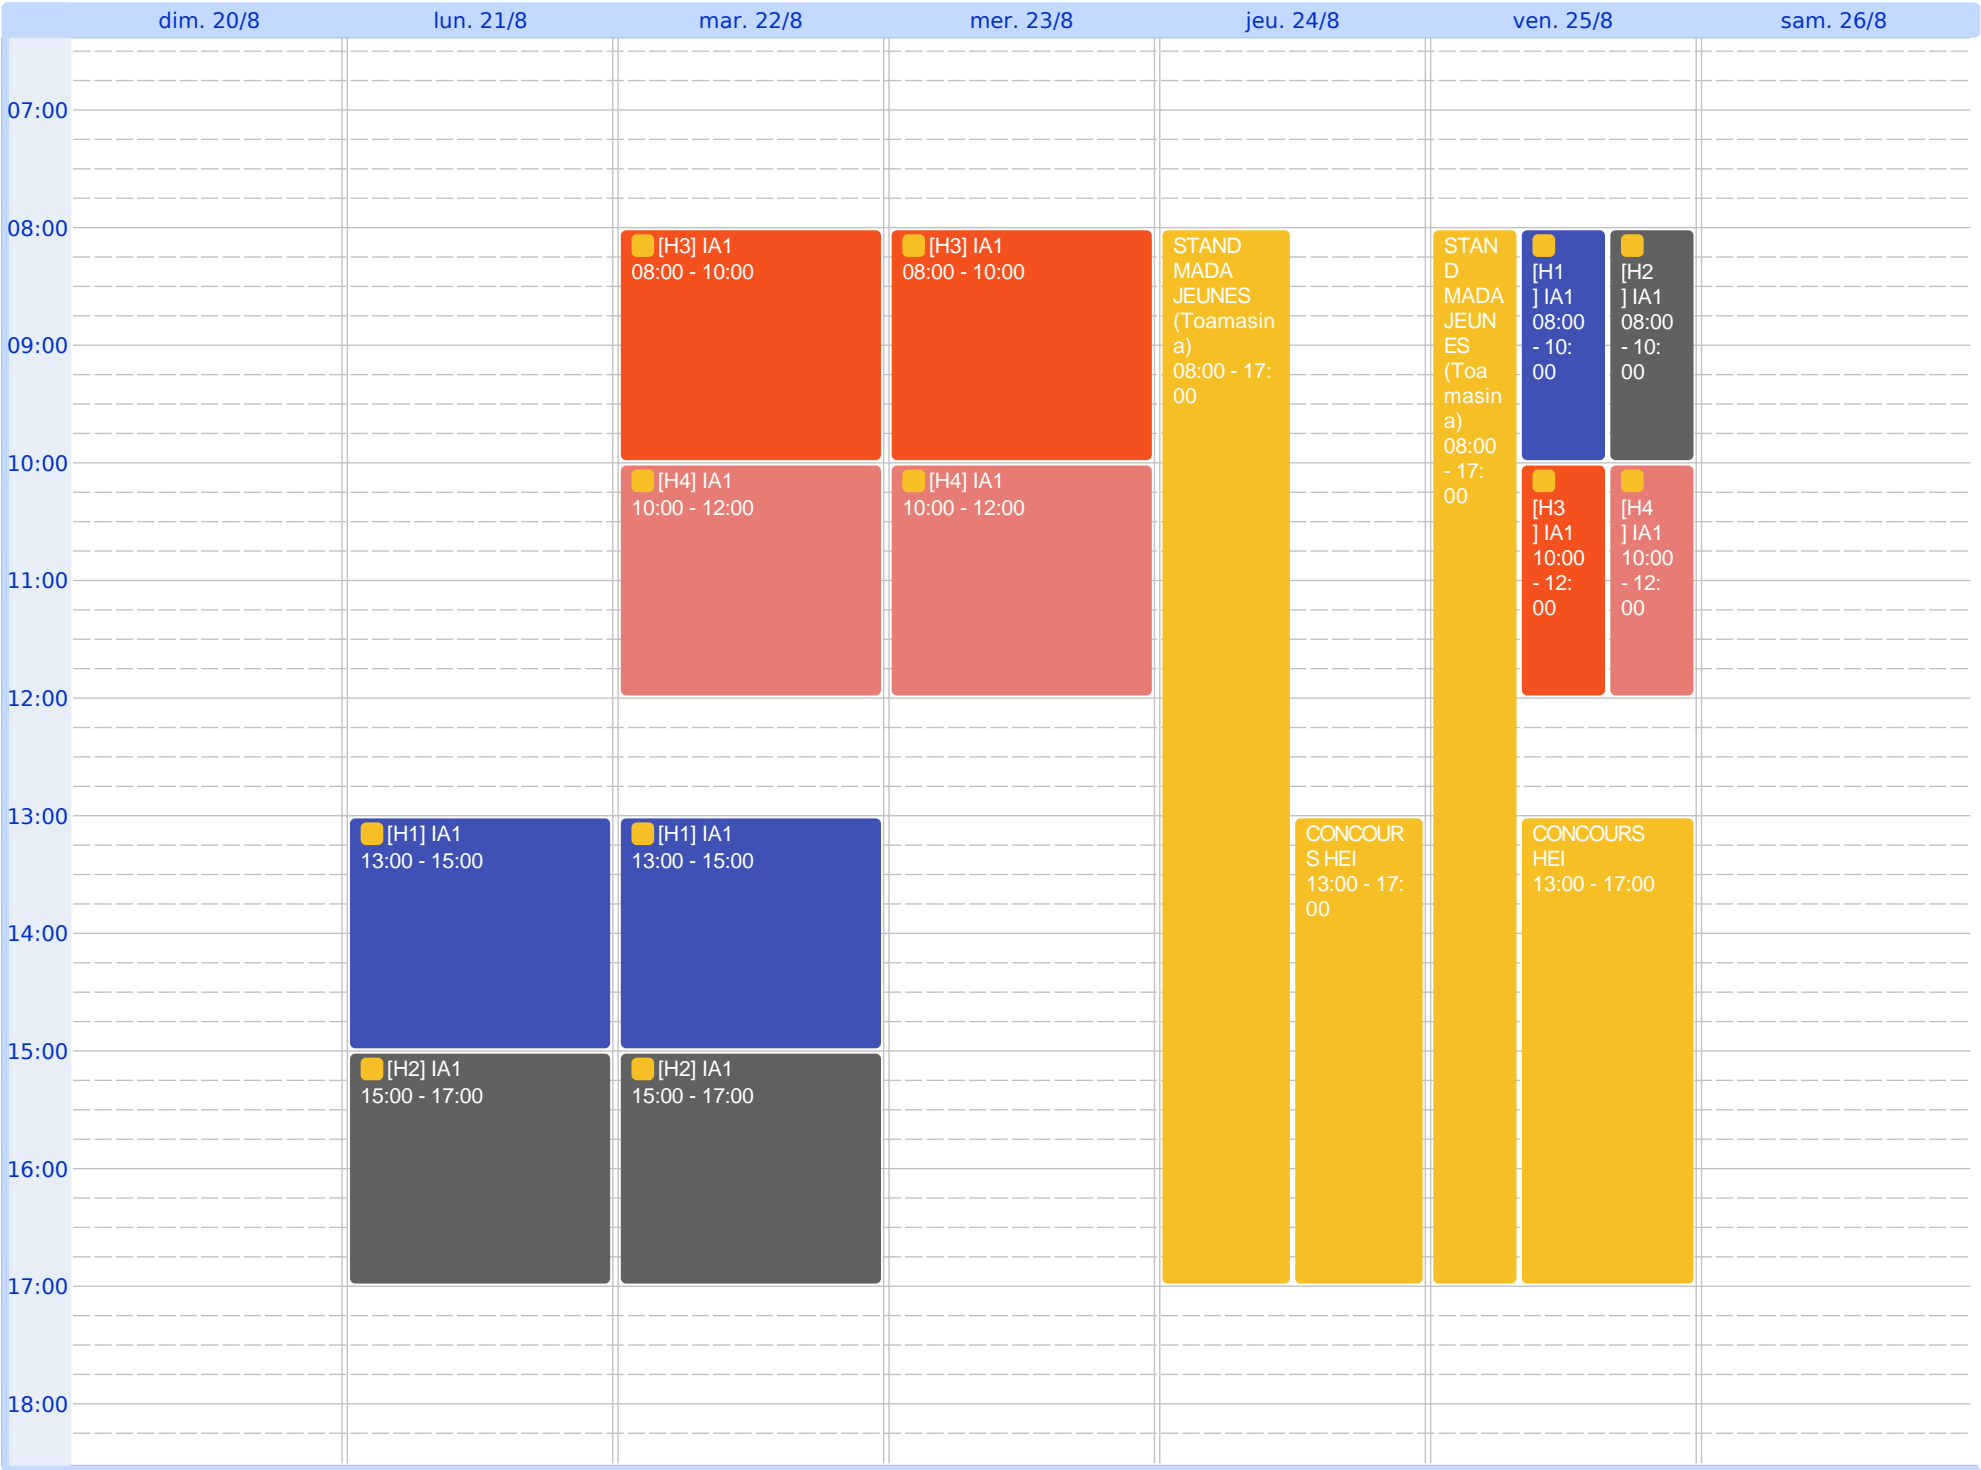 dim. 20/8
lun. 21/8
mar. 22/8
mer. 23/8
jeu. 24/8
ven. 25/8
sam. 26/8
07:00
08:00
09:00
10:00
11:00
12:00
13:00
14:00
15:00
16:00
17:00
18:00
[H1] IA1
13:00 - 15:00
[H2] IA1
15:00 - 17:00
[H3] IA1
08:00 - 10:00
[H4] IA1
10:00 - 12:00
[H1] IA1
13:00 - 15:00
[H2] IA1
15:00 - 17:00
[H3] IA1
08:00 - 10:00
[H4] IA1
10:00 - 12:00
STAND
MADA
JEUNES
(Toamasin
a)
08:00 - 17:
00
CONCOUR
S HEI
13:00 - 17:
00
STAN
D
MADA
JEUN
ES
(Toa
masin
a)
08:00
- 17:
00
[H1
] IA1
08:00
- 10:
00
[H2
] IA1
08:00
- 10:
00
[H3
] IA1
10:00
- 12:
00
[H4
] IA1
10:00
- 12:
00
CONCOURS
HEI
13:00 - 17:00